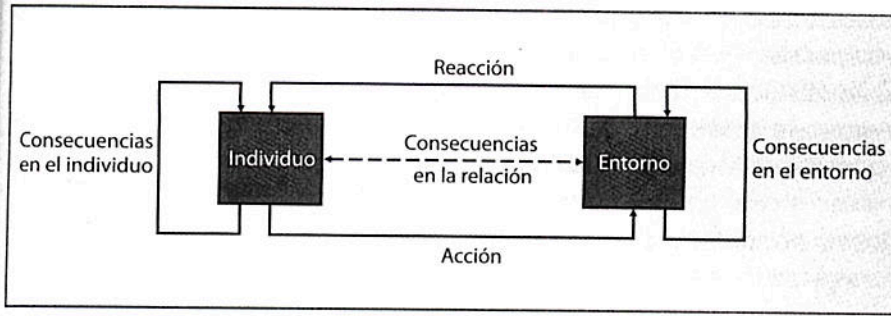 Reacción
Consecuencias
en el individuo
Individuo
Consecuencias
en la relación
Entorno
Consecuencias
en el entorno
Acción